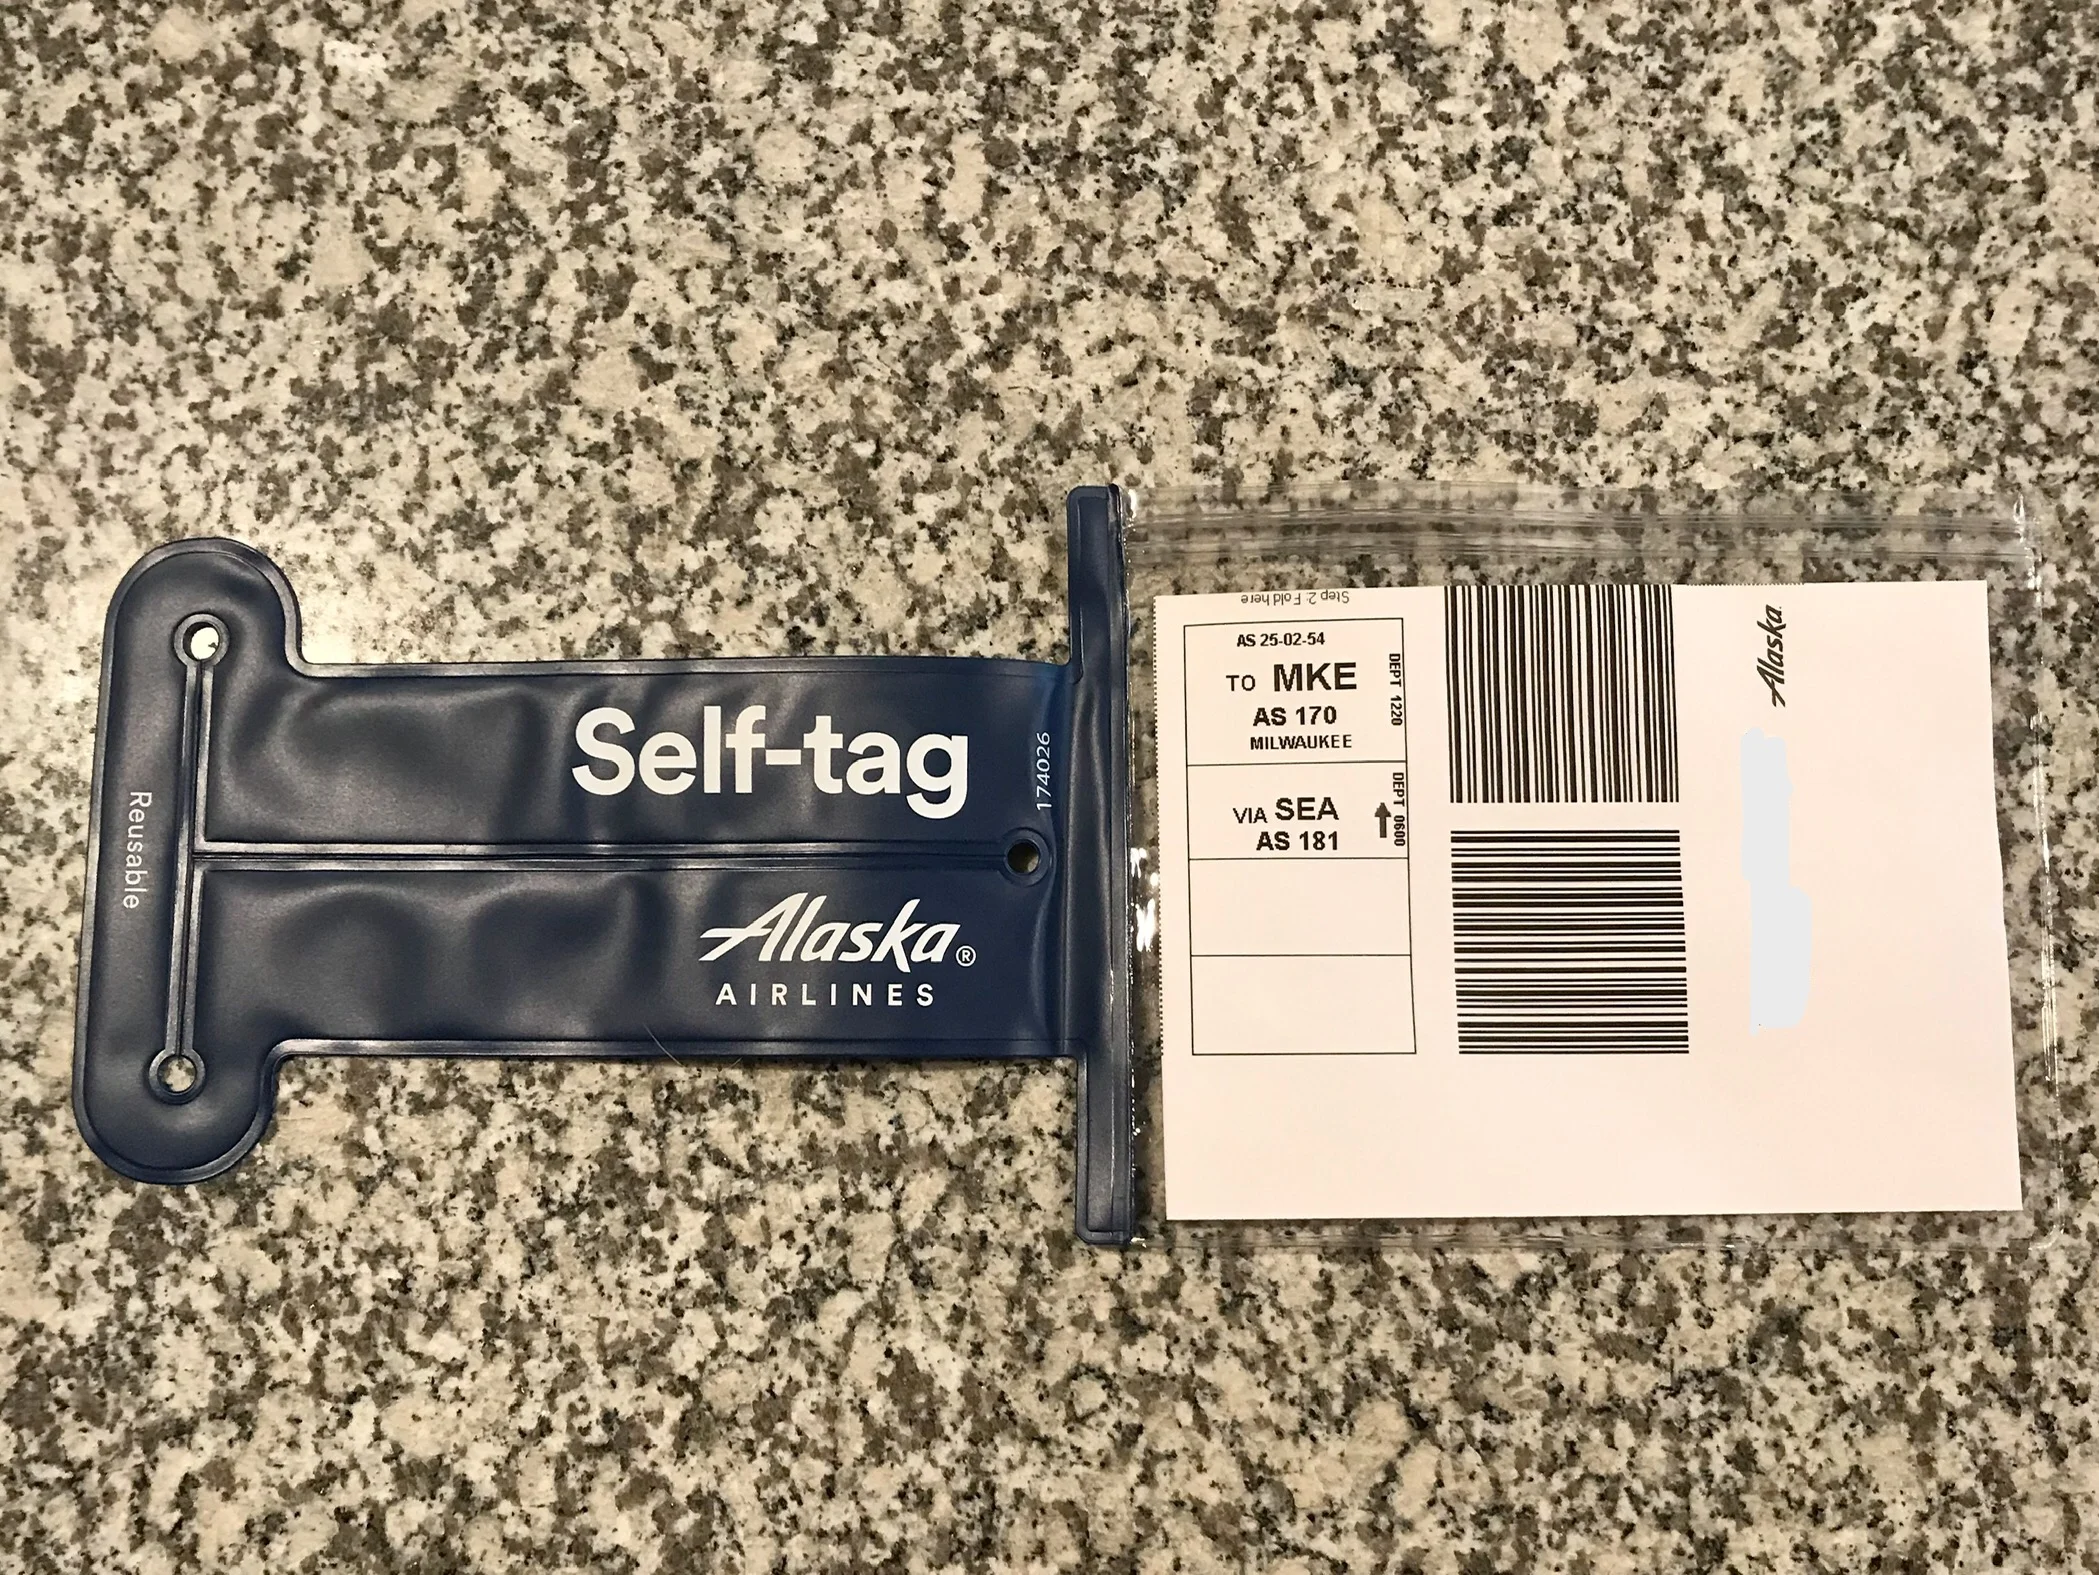 Reusable
Self-tag
174026
Alaska®
AIRLINES
Step 2: Fold here
AS 25-02-54
TO MKE
AS 170
MILWAUKEE
DEPT 1220
VIA SEA
AS 181
DEPT 0600
Alaska